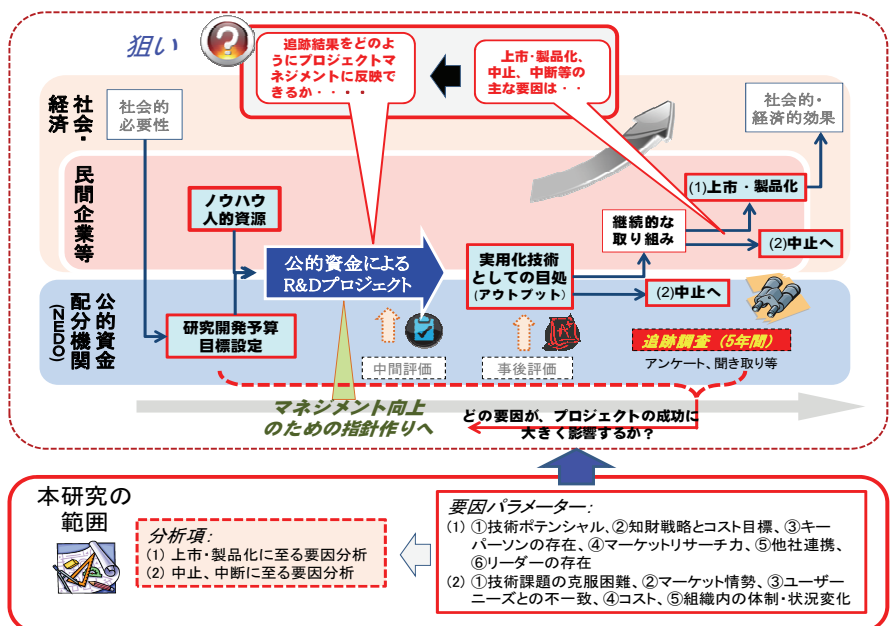 狙い
?
追跡結果をどのよ
うにプロジェクトマ
ネジメントに反映で
きるか・・・・
上市・製品化、
中止、中断等の
主な要因は・・
社会・
経済
社会的
必要性
社会的・
経済的効果
民間企業等
ノウハウ
人的資源
(1)上市・製品化
継続的な
取り組み
(2)中止へ
公的資金による
R&Dプロジェクト
実用化技術
としての目処
(アウトプット)
(2)中止へ
公的資金
配分機関
(NEDO)
研究開発予算
目標設定
中間評価
事後評価
追跡調査(5年間)
アンケート、聞き取り等
マネシメント向上
のための指針作りへ
どの要因が、プロジェクトの成功に
大きく影響するか?
本研究の
範囲
分析項:
(1) 上市・製品化に至る要因分析
(2) 中止、中断に至る要因分析
要因パラメーター:
(1) ①技術ポテンシャル、②知財戦略とコスト目標、③キー
パーソンの存在、④マーケットリサーチ力、⑤他社連携、
⑥リーダーの存在
(2) ①技術課題の克服困難、②マーケット情勢、③ユーザー
ニーズとの不一致、④コスト、⑤組織内の体制・状況変化